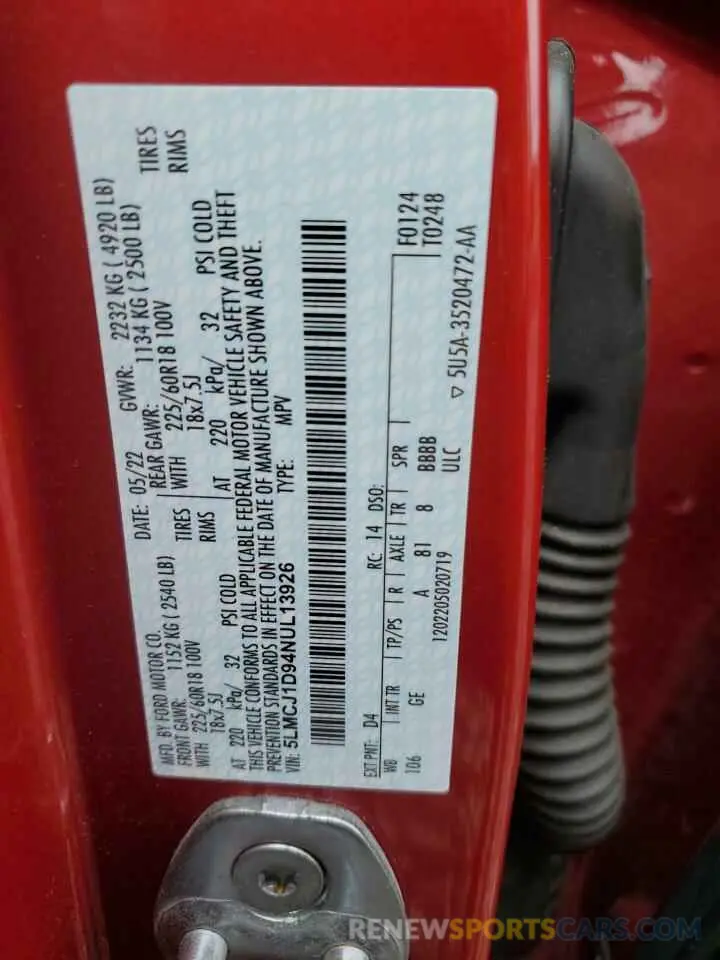 MFD. BY FORD MOTOR CO.
DATE: 05/22 GVWR: 2232 KG ( 4920 LB)
FRONT GAWR: 1152 KG ( 2540 LB) REAR GAWR: 1134 KG ( 2500 LB)
WITH 225/60R18 100V TIRES WITH 225/60R18 100V TIRES
18x7.5J RIMS 18x7.5J RIMS
AT 220 kPa/ 32 PSI COLD AT 220 kPa/ 32 PSI COLD
THIS VEHICLE CONFORMS TO ALL APPLICABLE FEDERAL MOTOR VEHICLE SAFETY AND THEFT
PREVENTION STANDARDS IN EFFECT ON THE DATE OF MANUFACTURE SHOWN ABOVE.
VIN: 5LMCJ1D94NUL13926 TYPE: MPV
EXT PNT: D4 RC: 14 DSO: F0124
WB INT TR TP/PS R AXLE TR SPR T0248
106 GE A 81 8 BBBB
1202205020719 ULC ▽ 5U5A-3520472-AA
RENEWSPORTSCARS.COM